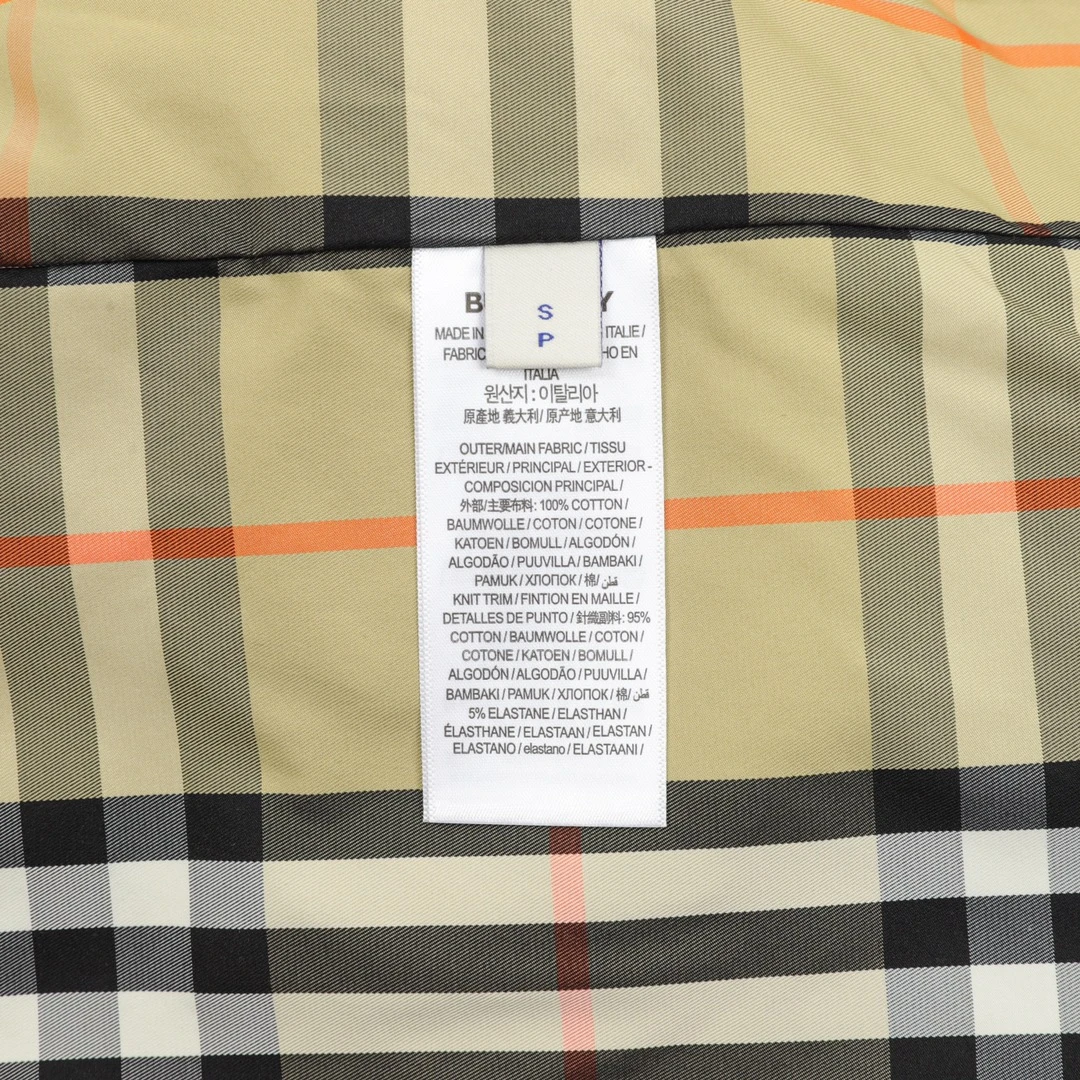 S
P
B Y
MADE IN ITALIE /
FABRIC HO EN
ITALIA
원산지 : 이탈리아
原產地 義大利/ 原产地 意大利
OUTER/MAIN FABRIC / TISSU
EXTÉRIEUR / PRINCIPAL / EXTERIOR -
COMPOSICION PRINCIPAL /
外部/主要布料: 100% COTTON /
BAUMWOLLE / COTON / COTONE /
KATOEN / BOMULL / ALGODÓN /
ALGODÃO / PUUVILLA / BAMBAKI /
PAMUK / ХЛОПОК / 棉/ قطن
KNIT TRIM / FINTION EN MAILLE /
DETALLES DE PUNTO / 針織副料: 95%
COTTON / BAUMWOLLE / COTON /
COTONE / KATOEN / BOMULL /
ALGODÓN / ALGODÃO / PUUVILLA /
BAMBAKI / PAMUK / ХЛОПОК / 棉/ قطن
5% ELASTANE / ELASTHAN /
ÉLASTHANE / ELASTAAN / ELASTAN /
ELASTANO / elastano / ELASTAANI /